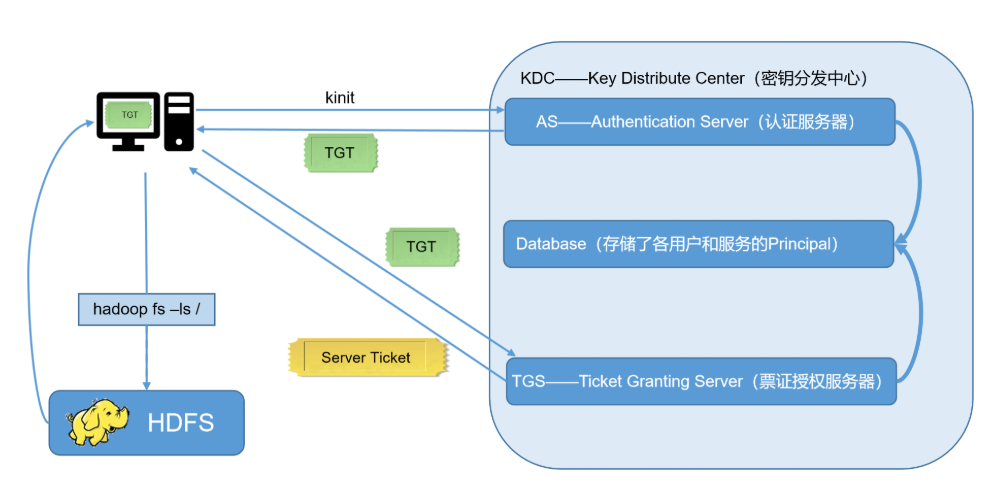 KDC——Key Distribute Center（密钥分发中心）
kinit
TGT
AS——Authentication Server（认证服务器）
TGT
TGT
Database（存储了各用户和服务的Principal）
hadoop fs –ls /
Server Ticket
TGS——Ticket Granting Server（票证授权服务器）
HDFS